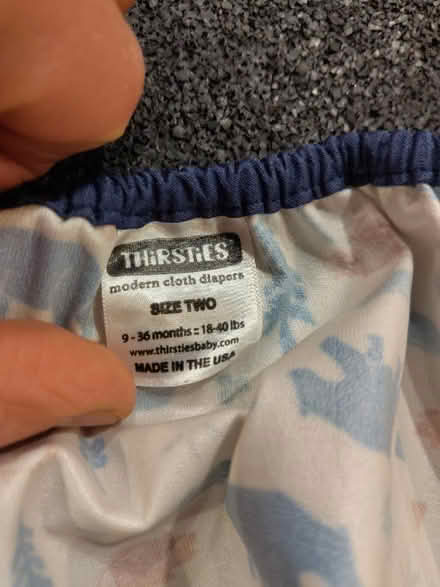 THIRSTIES
modern cloth diapers
SIZE TWO
9 - 36 months = 18-40 lbs
www.thirstiesbaby.com
MADE IN THE USA